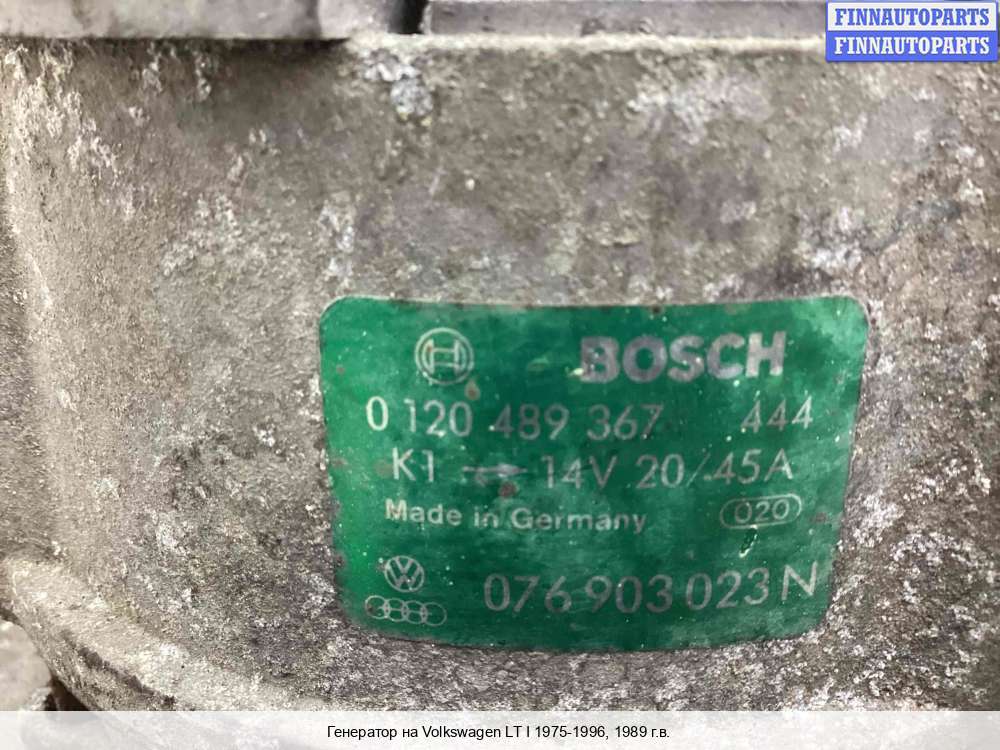 FINNAUTOPARTS
FINNAUTOPARTS
BOSCH
0 120 489 367 444
K1 14V 20/45A
Made in Germany 020
076 903 023 N
Генератор на Volkswagen LT I 1975-1996, 1989 г.в.